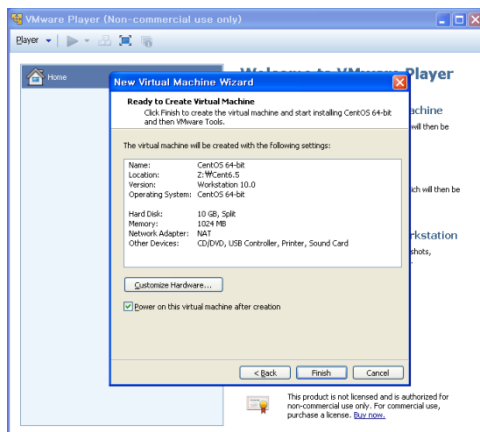 VMware Player (Non-commercial use only)
Player
Home
Welcome to VMware Player
New Virtual Machine Wizard
Ready to Create Virtual Machine
Click Finish to create the virtual machine and start installing CentOS 64-bit
and then VMware Tools.
The virtual machine will be created with the following settings:
Name: CentOS 64-bit
Location: Z:₩Cent6.5
Version: Workstation 10.0
Operating System: CentOS 64-bit
Hard Disk: 10 GB, Split
Memory: 1024 MB
Network Adapter: NAT
Other Devices: CD/DVD, USB Controller, Printer, Sound Card
Customize Hardware...
Power on this virtual machine after creation
< Back
Finish
Cancel
achine
will then be
ich will then be
rkstation
shots,
This product is not licensed and is authorized for
non-commercial use only. For commercial use,
purchase a license. Buy now.